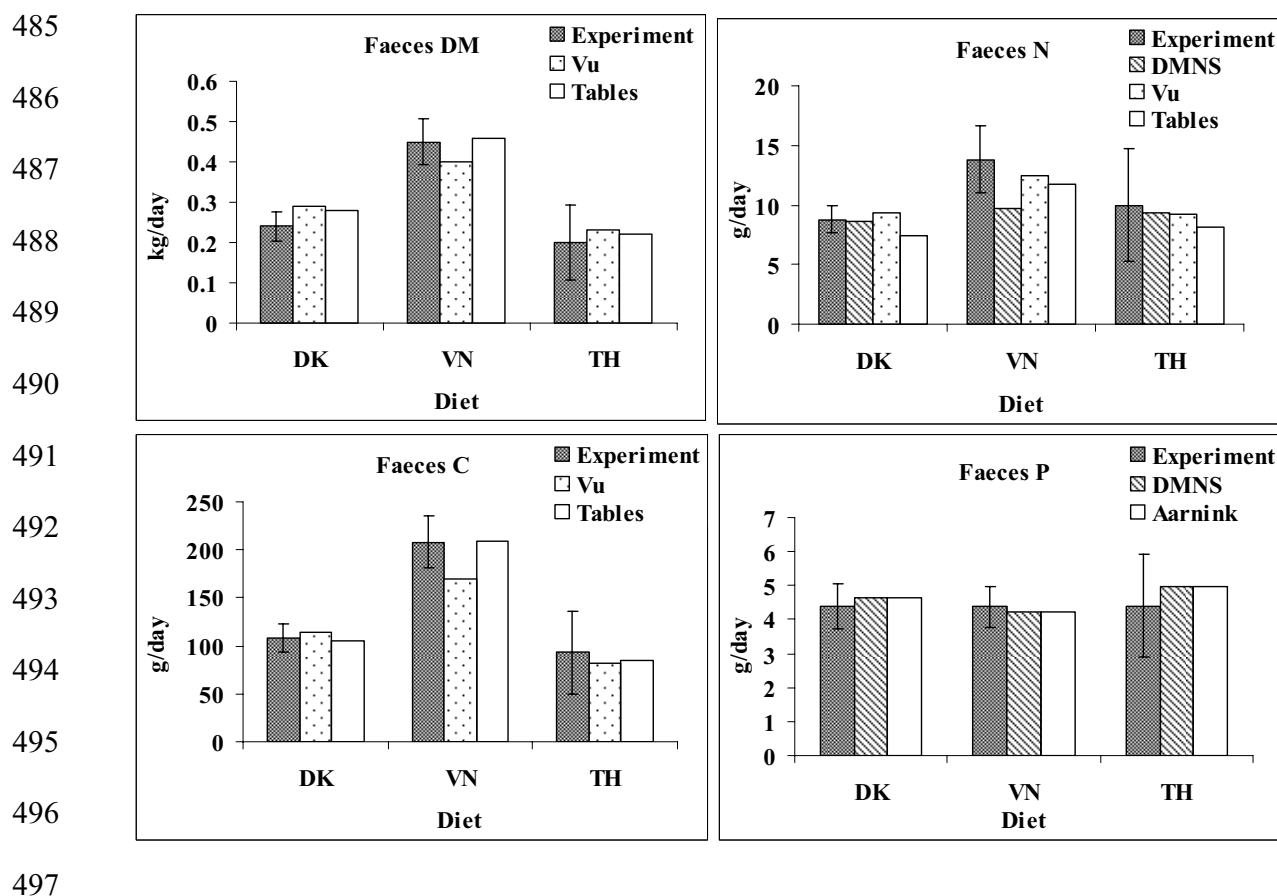 485
486
487
488
489
490
491
492
493
494
495
496
497
Faeces DM
Experiment
Vu
Tables
kg/day
0.6
0.5
0.4
0.3
0.2
0.1
0
DK VN TH
Diet
Faeces N
Experiment
DMNS
Vu
Tables
g/day
20
15
10
5
0
DK VN TH
Diet
Faeces C
Experiment
Vu
Tables
g/day
250
200
150
100
50
0
DK VN TH
Diet
Faeces P
Experiment
DMNS
Aarnink
g/day
7
6
5
4
3
2
1
0
DK VN TH
Diet